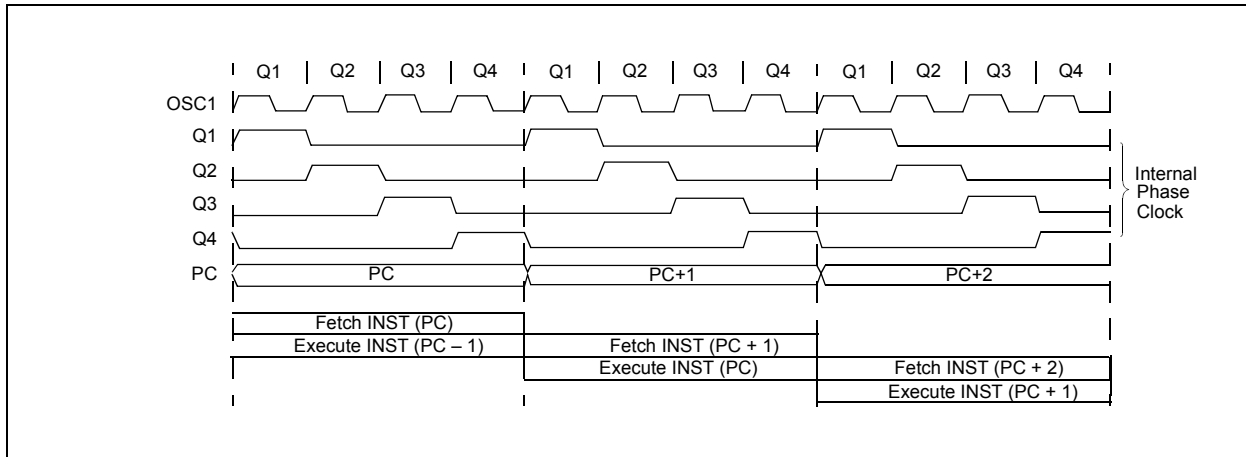 Q1 Q2 Q3 Q4 Q1 Q2 Q3 Q4 Q1 Q2 Q3 Q4
OSC1
Q1
Q2
Q3
Q4
Internal
Phase
Clock
PC PC PC+1 PC+2
Fetch INST (PC)
Execute INST (PC – 1) Fetch INST (PC + 1)
Execute INST (PC) Fetch INST (PC + 2)
Execute INST (PC + 1)